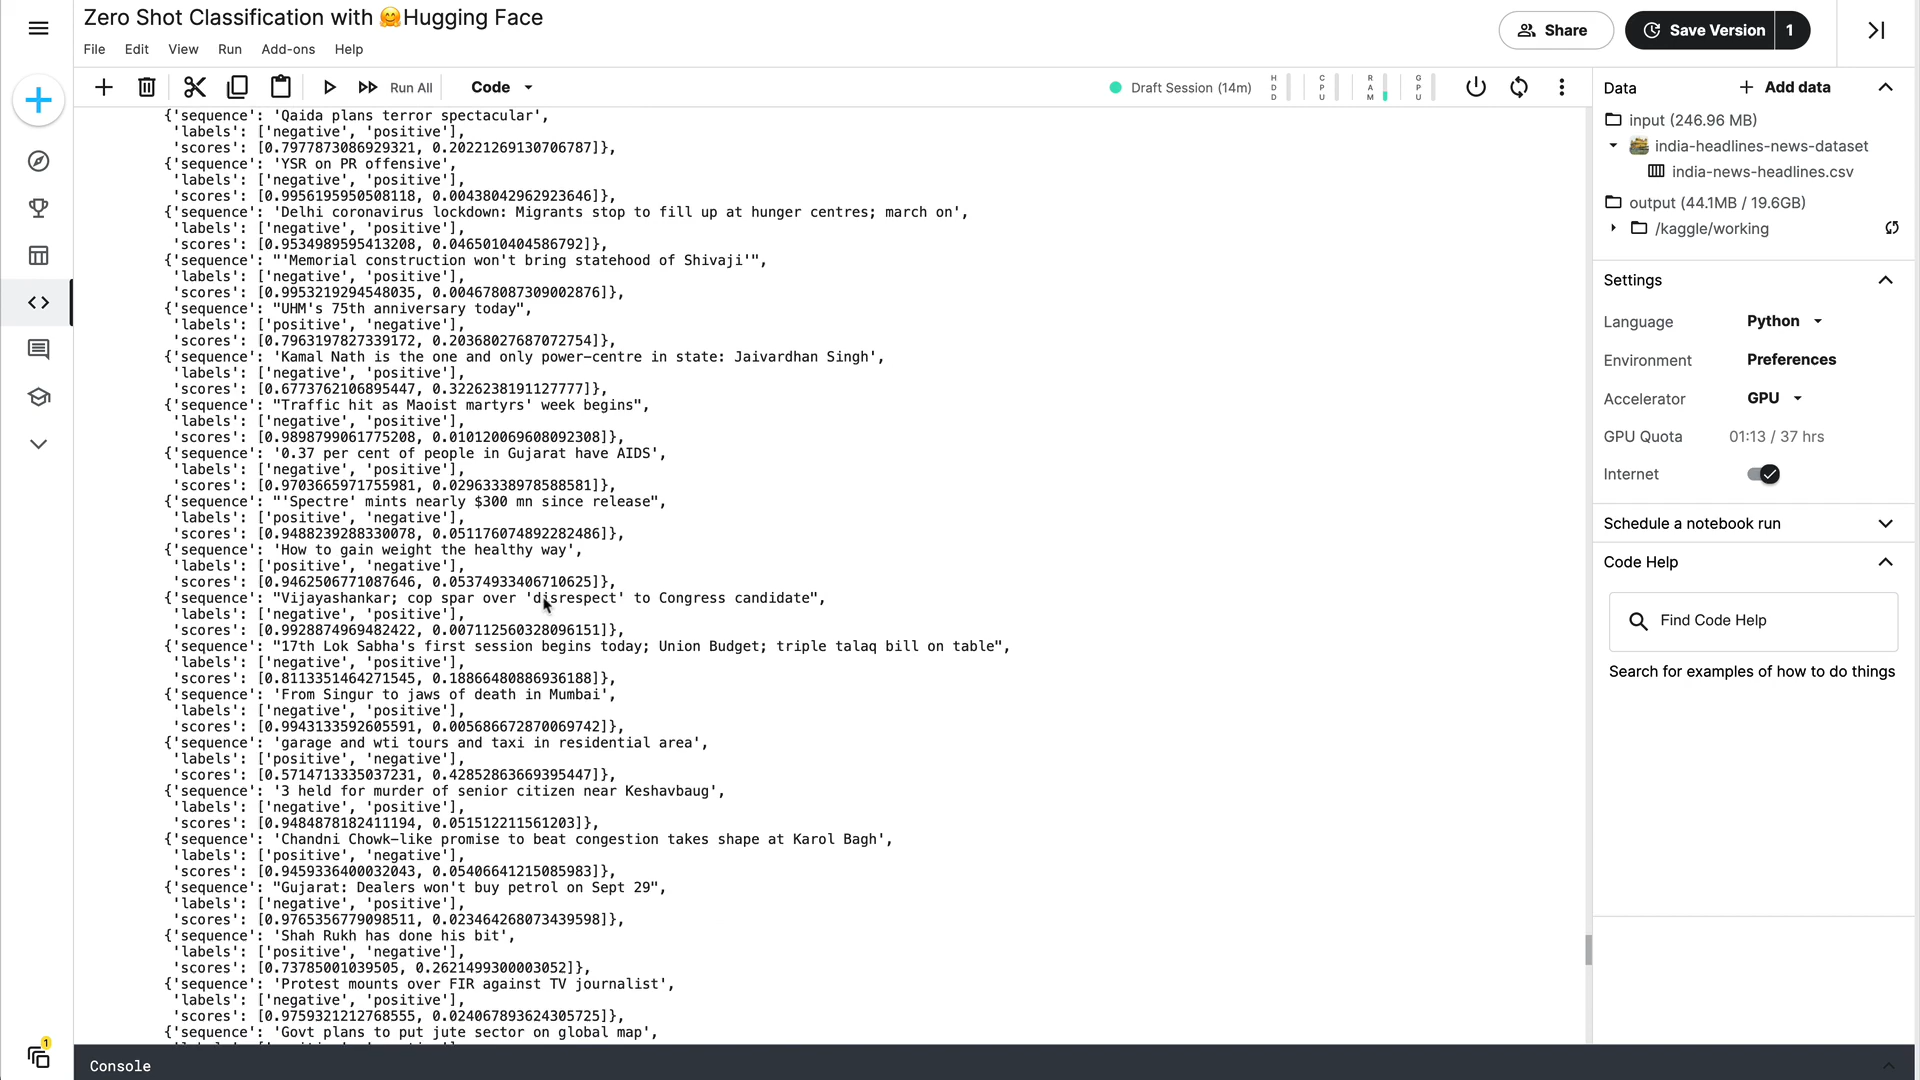 Zero Shot Classification with 🤗Hugging Face
File Edit View Run Add-ons Help
Share
Save Version 1
Run All
Code
Draft Session (14m)
HDD
CPU
RAM
GPU
{'sequence': 'Qaida plans terror spectacular',
'labels': ['negative', 'positive'],
'scores': [0.7977873086929321, 0.20221269130706787]},
{'sequence': 'YSR on PR offensive',
'labels': ['negative', 'positive'],
'scores': [0.9956195950508118, 0.00438042962923646]},
{'sequence': 'Delhi coronavirus lockdown: Migrants stop to fill up at hunger centres; march on',
'labels': ['negative', 'positive'],
'scores': [0.9534989595413208, 0.0465010404586792]},
{'sequence': "'Memorial construction won't bring statehood of Shivaji'",
'labels': ['negative', 'positive'],
'scores': [0.9953219294548035, 0.004678087309002876]},
{'sequence': "UHM's 75th anniversary today",
'labels': ['positive', 'negative'],
'scores': [0.7963197827339172, 0.20368027687072754]},
{'sequence': 'Kamal Nath is the one and only power-centre in state: Jaivardhan Singh',
'labels': ['negative', 'positive'],
'scores': [0.6773762106895447, 0.3226238191127777]},
{'sequence': "Traffic hit as Maoist martyrs' week begins",
'labels': ['negative', 'positive'],
'scores': [0.9898799061775208, 0.010120069608092308]},
{'sequence': '0.37 per cent of people in Gujarat have AIDS',
'labels': ['negative', 'positive'],
'scores': [0.9703665971755981, 0.02963338978588581]},
{'sequence': "'Spectre' mints nearly $300 mn since release",
'labels': ['positive', 'negative'],
'scores': [0.9488239288330078, 0.051176074892282486]},
{'sequence': 'How to gain weight the healthy way',
'labels': ['positive', 'negative'],
'scores': [0.9462506771087646, 0.05374933406710625]},
{'sequence': "Vijayashankar; cop spar over 'disrespect' to Congress candidate",
'labels': ['negative', 'positive'],
'scores': [0.9928874969482422, 0.007112560328096151]},
{'sequence': "17th Lok Sabha's first session begins today; Union Budget; triple talaq bill on table",
'labels': ['negative', 'positive'],
'scores': [0.8113351464271545, 0.18866480886936188]},
{'sequence': 'From Singur to jaws of death in Mumbai',
'labels': ['negative', 'positive'],
'scores': [0.9943133592605591, 0.005686672870069742]},
{'sequence': 'garage and wti tours and taxi in residential area',
'labels': ['positive', 'negative'],
'scores': [0.5714713335037231, 0.42852863669395447]},
{'sequence': '3 held for murder of senior citizen near Keshavbaug',
'labels': ['negative', 'positive'],
'scores': [0.9484878182411194, 0.051512211561203]},
{'sequence': 'Chandni Chowk-like promise to beat congestion takes shape at Karol Bagh',
'labels': ['positive', 'negative'],
'scores': [0.9459336400032043, 0.05406641215085983]},
{'sequence': "Gujarat: Dealers won't buy petrol on Sept 29",
'labels': ['negative', 'positive'],
'scores': [0.9765356779098511, 0.023464268073439598]},
{'sequence': 'Shah Rukh has done his bit',
'labels': ['positive', 'negative'],
'scores': [0.73785001039505, 0.2621499300003052]},
{'sequence': 'Protest mounts over FIR against TV journalist',
'labels': ['negative', 'positive'],
'scores': [0.9759321212768555, 0.024067893624305725]},
{'sequence': 'Govt plans to put jute sector on global map',
Console
1
Data
Add data
input (246.96 MB)
india-headlines-news-dataset
india-news-headlines.csv
output (44.1MB / 19.6GB)
/kaggle/working
Settings
Language Python
Environment Preferences
Accelerator GPU
GPU Quota 01:13 / 37 hrs
Internet
Schedule a notebook run
Code Help
Find Code Help
Search for examples of how to do things